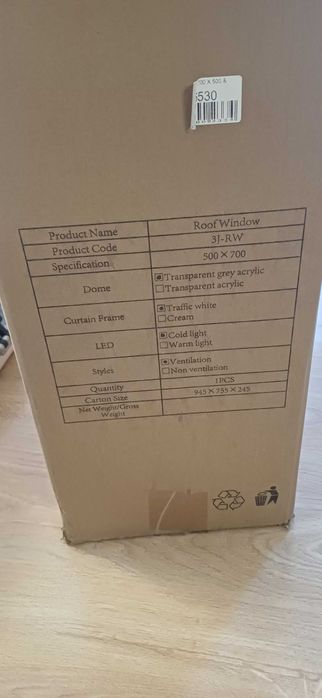 500 &
530
Product Name Roof Window
Product Code 3J-RW
Specification 500×700
Dome Transparent grey acrylic
Transparent acrylic
Curtain Frame Traffic white
Cream
LED Cold light
Warm light
Styles Ventilation
Non ventilation
Quantity 1PCS
Carton Size 945×755×245
Net Weight/Gross
Weight